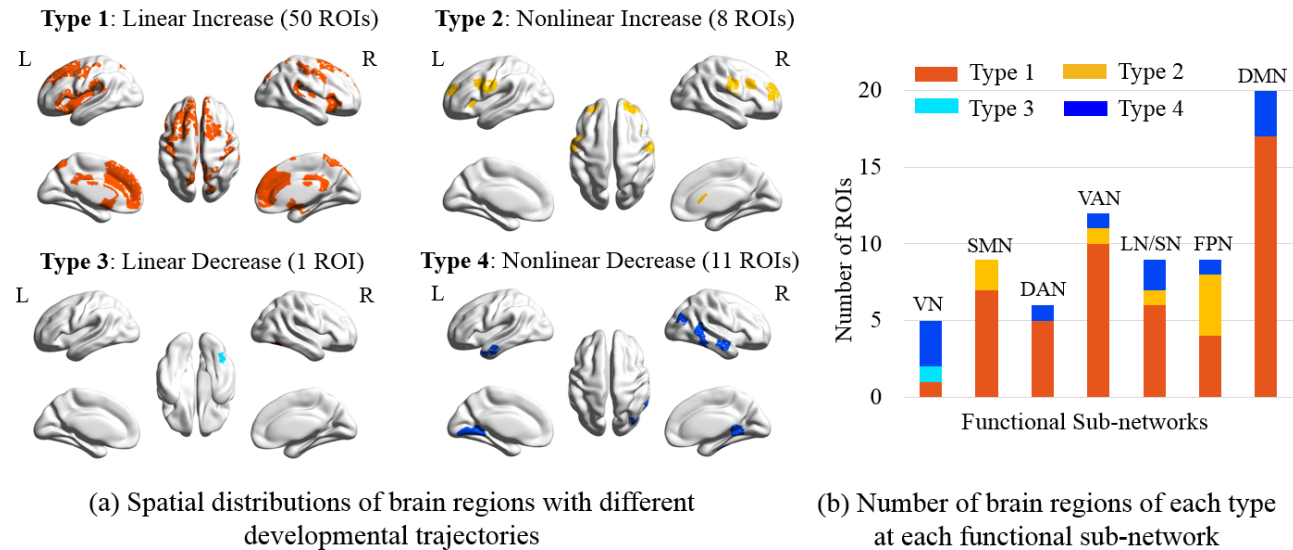 Type 1: Linear Increase (50 ROIs)
L
R
Type 2: Nonlinear Increase (8 ROIs)
L
R
Type 3: Linear Decrease (1 ROI)
L
R
Type 4: Nonlinear Decrease (11 ROIs)
L
R
(a) Spatial distributions of brain regions with different
developmental trajectories
Type 1
Type 2
Type 3
Type 4
Number of ROIs
20
15
10
5
0
VN
SMN
DAN
VAN
LN/SN
FPN
DMN
Functional Sub-networks
(b) Number of brain regions of each type
at each functional sub-network